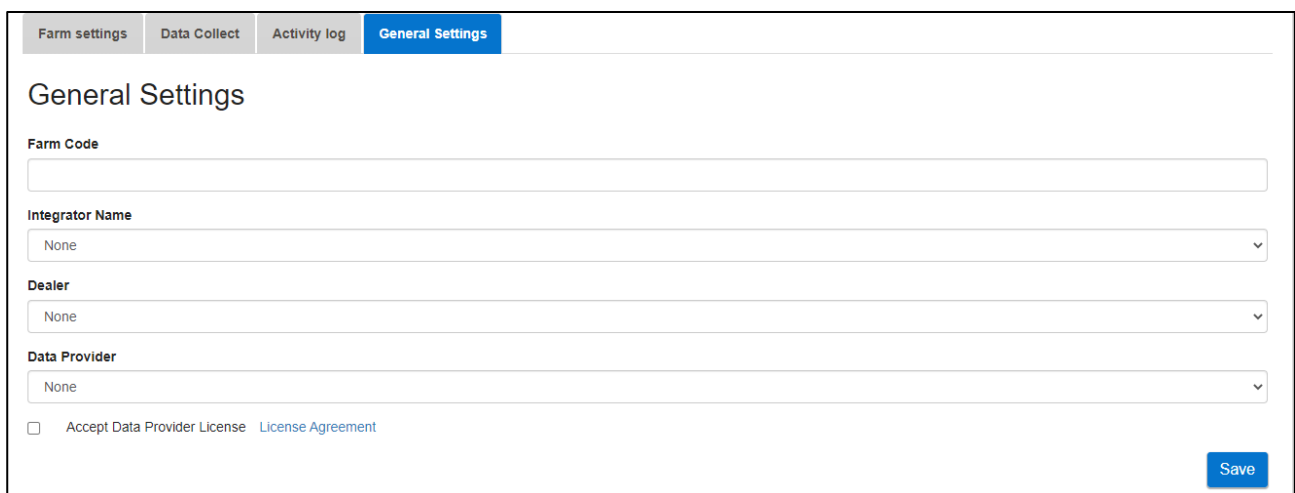 Farm settings Data Collect Activity log General Settings
General Settings
Farm Code
Integrator Name
None
Dealer
None
Data Provider
None
Accept Data Provider License License Agreement
Save